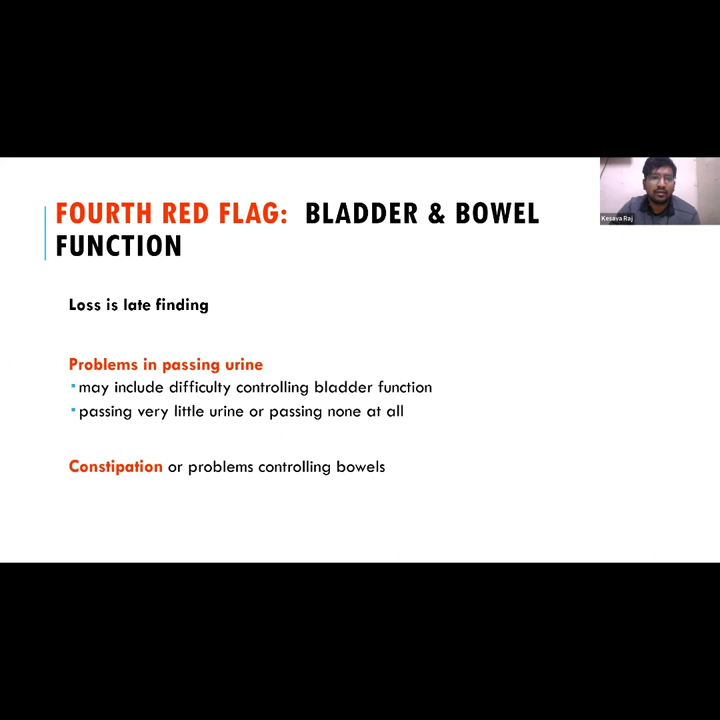 FOURTH RED FLAG: BLADDER & BOWEL
FUNCTION
Kesava Raj
Loss is late finding
Problems in passing urine
▪ may include difficulty controlling bladder function
▪ passing very little urine or passing none at all
Constipation or problems controlling bowels